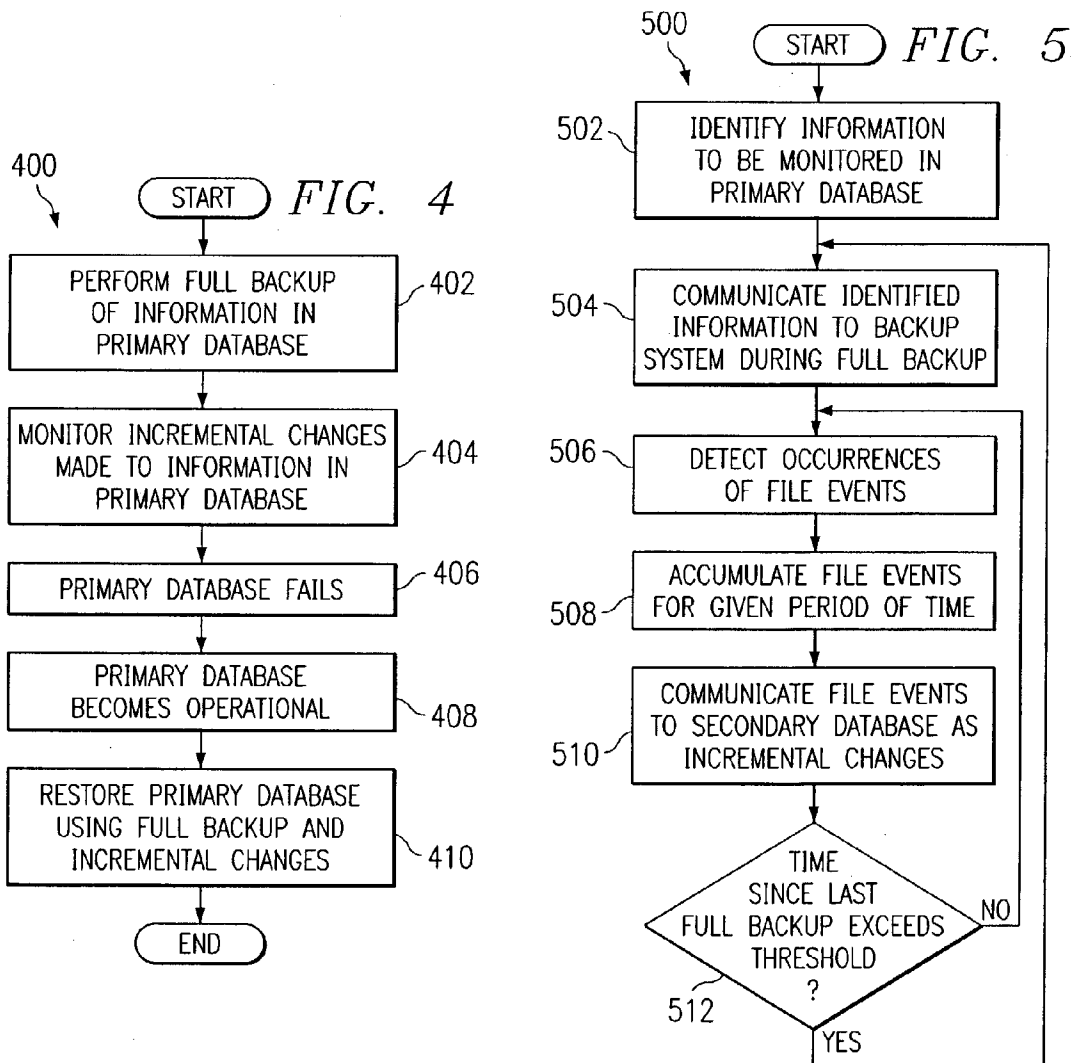 400
START
FIG. 4
PERFORM FULL BACKUP
OF INFORMATION IN
PRIMARY DATABASE
402
MONITOR INCREMENTAL CHANGES
MADE TO INFORMATION IN
PRIMARY DATABASE
404
PRIMARY DATABASE FAILS
406
PRIMARY DATABASE
BECOMES OPERATIONAL
408
RESTORE PRIMARY DATABASE
USING FULL BACKUP AND
INCREMENTAL CHANGES
410
END
500
START
FIG. 5
502
IDENTIFY INFORMATION
TO BE MONITORED IN
PRIMARY DATABASE
504
COMMUNICATE IDENTIFIED
INFORMATION TO BACKUP
SYSTEM DURING FULL BACKUP
506
DETECT OCCURRENCES
OF FILE EVENTS
508
ACCUMULATE FILE EVENTS
FOR GIVEN PERIOD OF TIME
510
COMMUNICATE FILE EVENTS
TO SECONDARY DATABASE AS
INCREMENTAL CHANGES
TIME
SINCE LAST
FULL BACKUP EXCEEDS
THRESHOLD
?
NO
512
YES